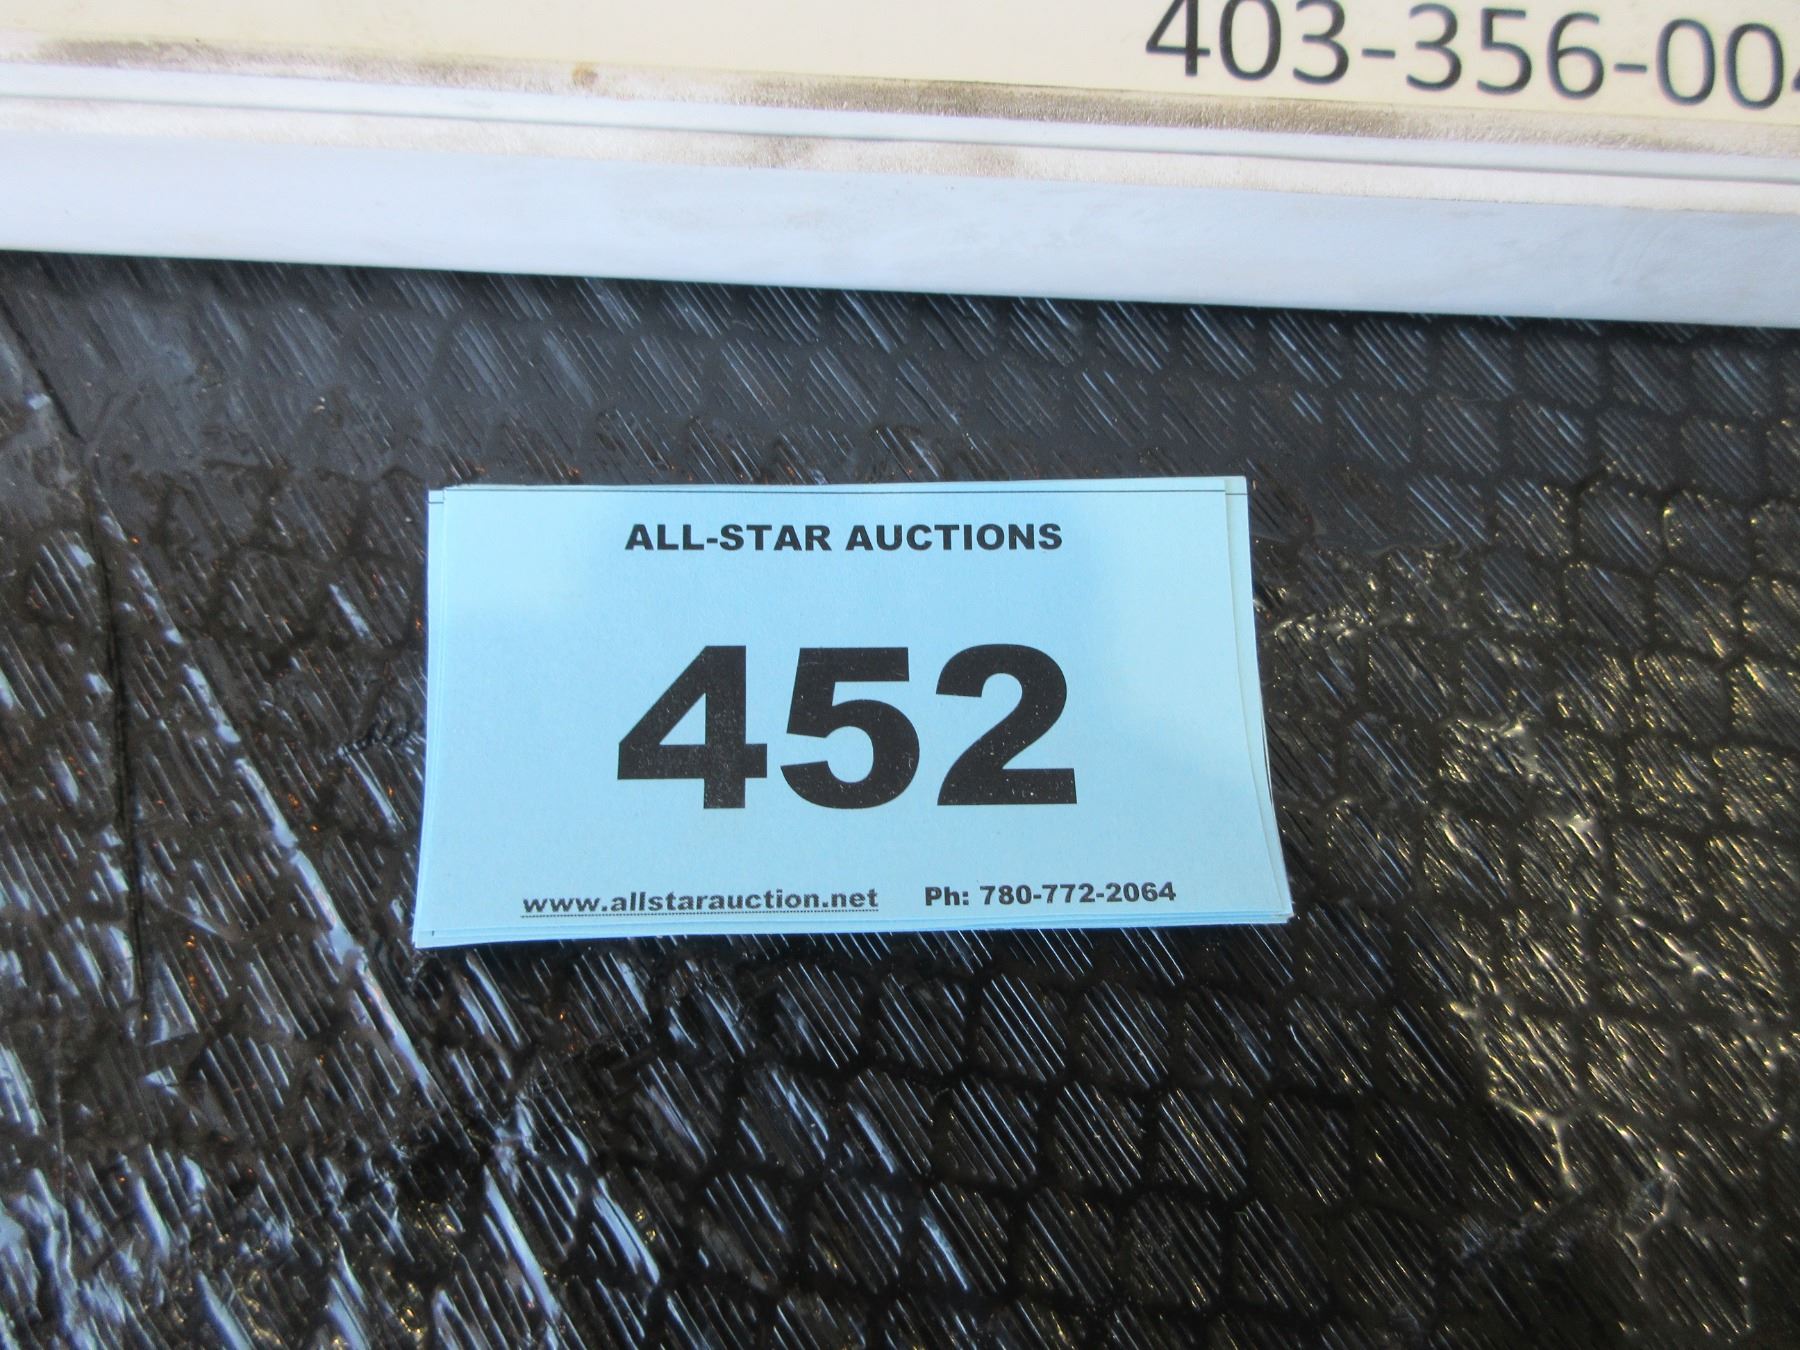 403-356-00
ALL-STAR AUCTIONS
452
www.allstarauction.net Ph: 780-772-2064